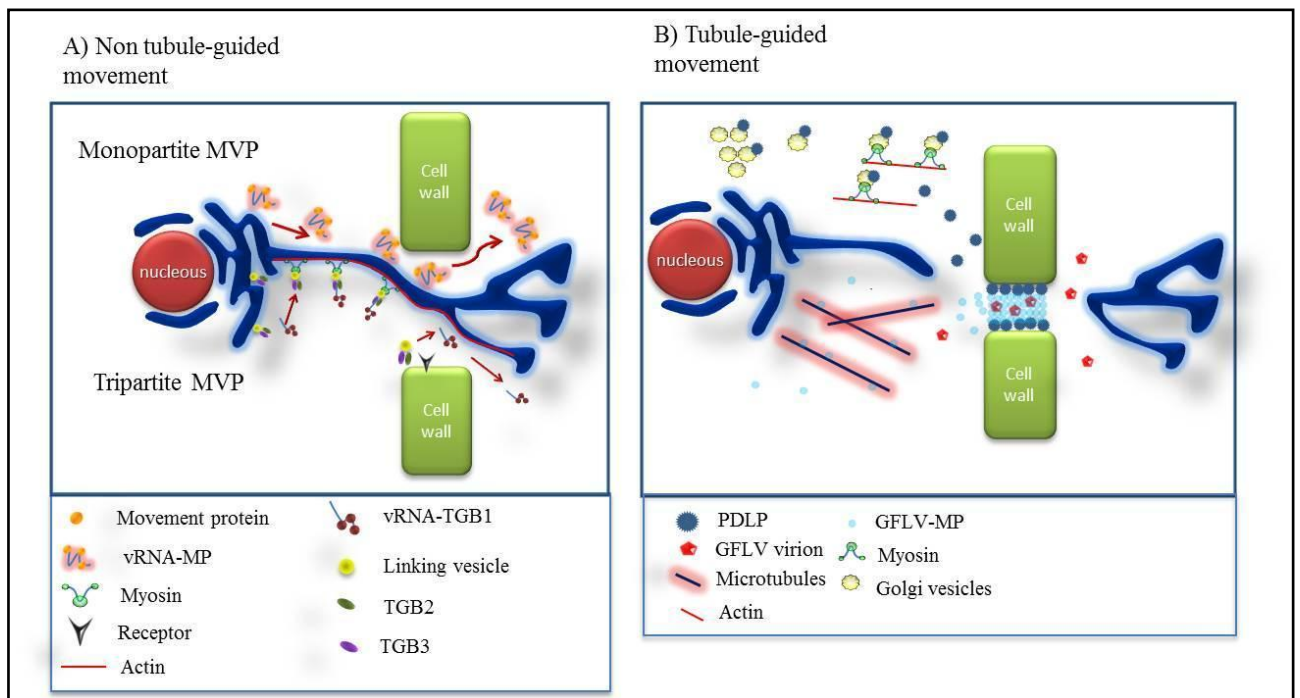 A) Non tubule-guided
movement
Monopartite MVP
Cell
wall
nucleous
Tripartite MVP
Cell
wall
Movement protein
vRNA-MP
Myosin
Receptor
Actin
vRNA-TGB1
Linking vesicle
TGB2
TGB3
B) Tubule-guided
movement
Cell
wall
nucleous
Cell
wall
PDLP
GFLV virion
Microtubules
Actin
GFLV-MP
Myosin
Golgi vesicles